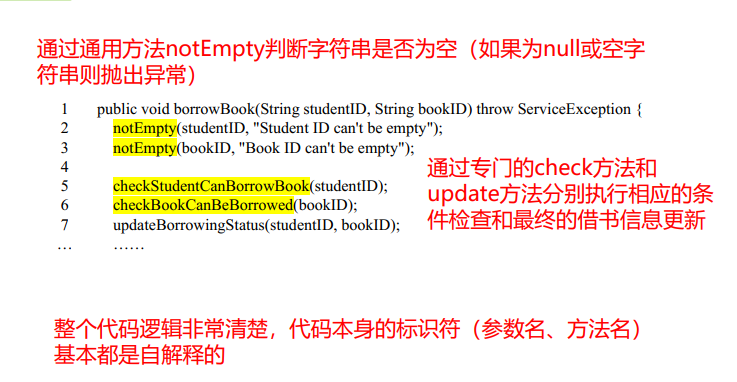 通过通用方法notEmpty判断字符串是否为空（如果为null或空字
符串则抛出异常）
1 public void borrowBook(String studentID, String bookID) throw ServiceException {
2 notEmpty(studentID, "Student ID can't be empty");
3 notEmpty(bookID, "Book ID can't be empty");
4
5 checkStudentCanBorrowBook(studentID);
6 checkBookCanBeBorrowed(bookID);
7 updateBorrowingStatus(studentID, bookID);
… ……
通过专门的check方法和
update方法分别执行相应的条
件检查和最终的借书信息更新
整个代码逻辑非常清楚，代码本身的标识符（参数名、方法名）
基本都是自解释的